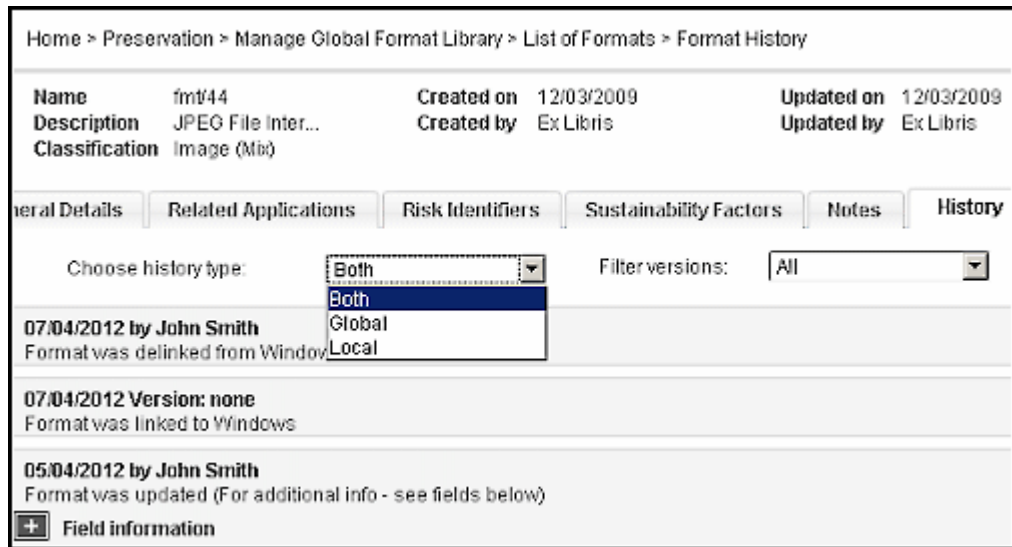 Home > Preservation > Manage Global Format Library > List of Formats > Format History
Name fmt/44 Created on 12/03/2009 Updated on 12/03/2009
Description JPEG File Inter... Created by Ex Libris Updated by Ex Libris
Classification Image (Mix)
neral Details Related Applications Risk Identifiers Sustainability Factors Notes History
Choose history type: Both Filter versions: All
Both
Global
Local
07/04/2012 by John Smith
Format was delinked from Window
07/04/2012 Version: none
Format was linked to Windows
05/04/2012 by John Smith
Format was updated (For additional info - see fields below)
+ Field information